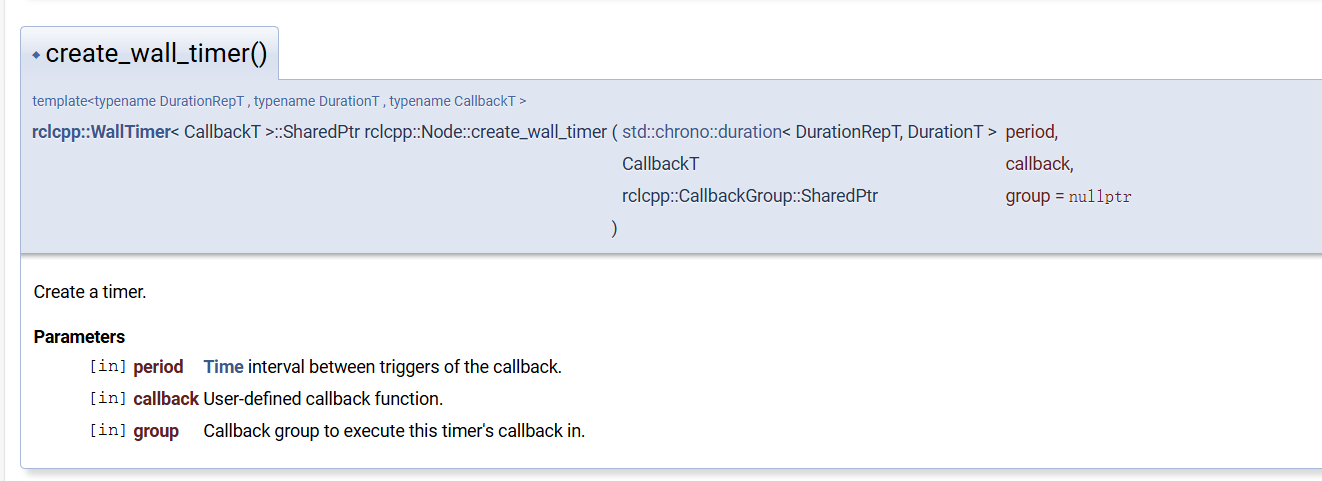 ◆ create_wall_timer()
template<typename DurationRepT , typename DurationT , typename CallbackT >
rclcpp::WallTimer< CallbackT >::SharedPtr rclcpp::Node::create_wall_timer ( std::chrono::duration< DurationRepT, DurationT > period,
CallbackT callback,
rclcpp::CallbackGroup::SharedPtr group = nullptr
)
Create a timer.
Parameters
[in] period Time interval between triggers of the callback.
[in] callback User-defined callback function.
[in] group Callback group to execute this timer's callback in.